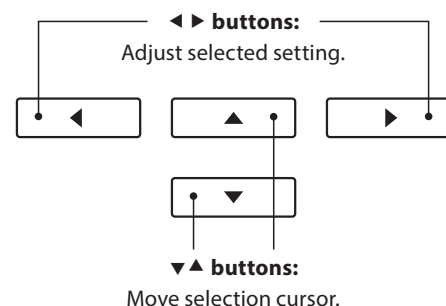 ◀ ▶ buttons:
Adjust selected setting.
▼▲ buttons:
Move selection cursor.